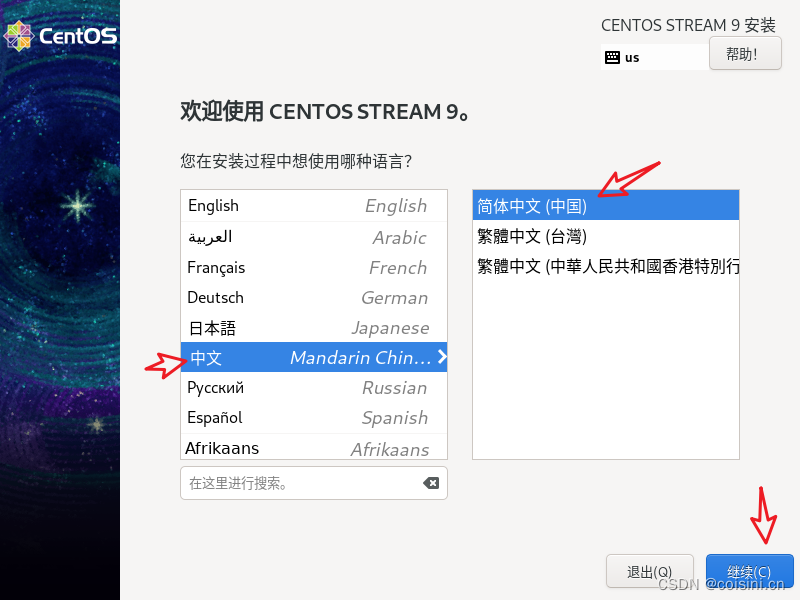 CentOS
CENTOS STREAM 9 安装
us
帮助！
欢迎使用 CENTOS STREAM 9。
您在安装过程中想使用哪种语言？
English English
العربية Arabic
Français French
Deutsch German
日本語 Japanese
中文 Mandarin Chin...
Русский Russian
Español Spanish
Afrikaans Afrikaans
在这里进行搜索。
简体中文 (中国)
繁體中文 (台灣)
繁體中文 (中華人民共和國香港特別行
退出(Q)
继续(C)
CSDN @coisini.cn